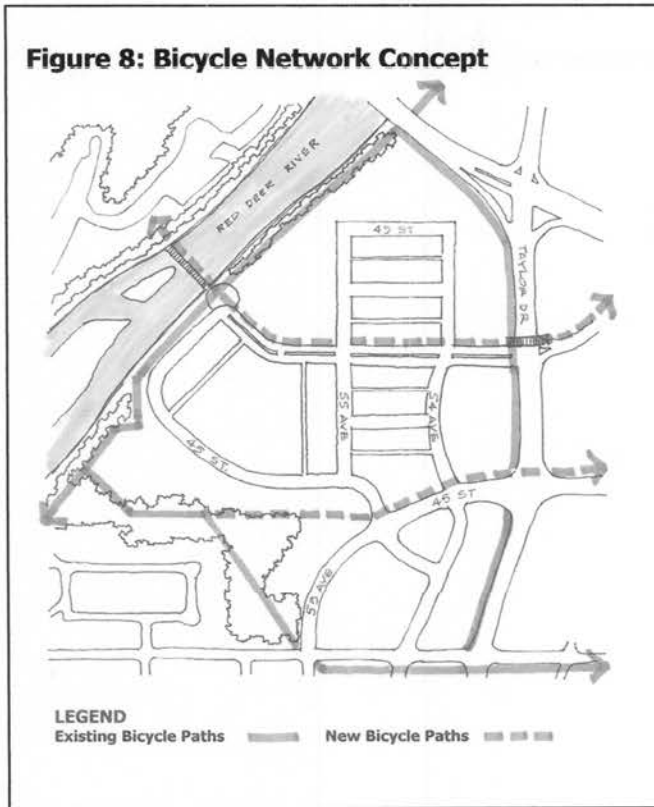 Figure 8: Bicycle Network Concept
RED DEER RIVER
45 ST
TAYLOR DR.
55 AVE
54 AVE
45 ST.
45 ST
55 AVE
LEGEND
Existing Bicycle Paths
New Bicycle Paths